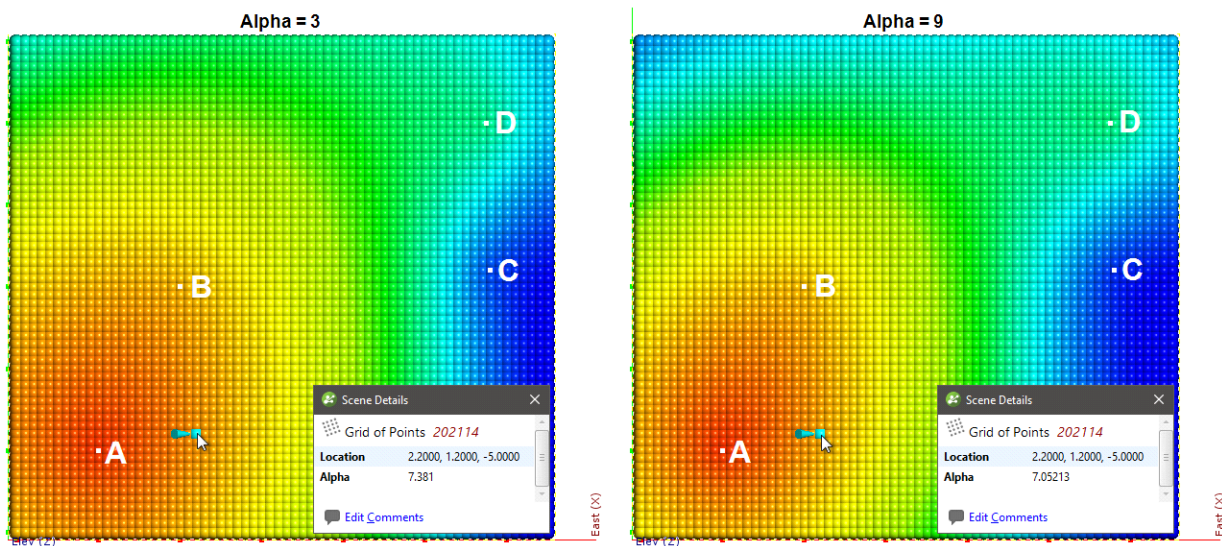 Alpha = 3
D
B
C
A
Scene Details
Grid of Points 202114
Location 2.2000, 1.2000, -5.0000
Alpha 7.381
Edit Comments
Elev (Z)
East (X)
Alpha = 9
D
B
C
A
Scene Details
Grid of Points 202114
Location 2.2000, 1.2000, -5.0000
Alpha 7.05213
Edit Comments
Elev (Z)
East (X)